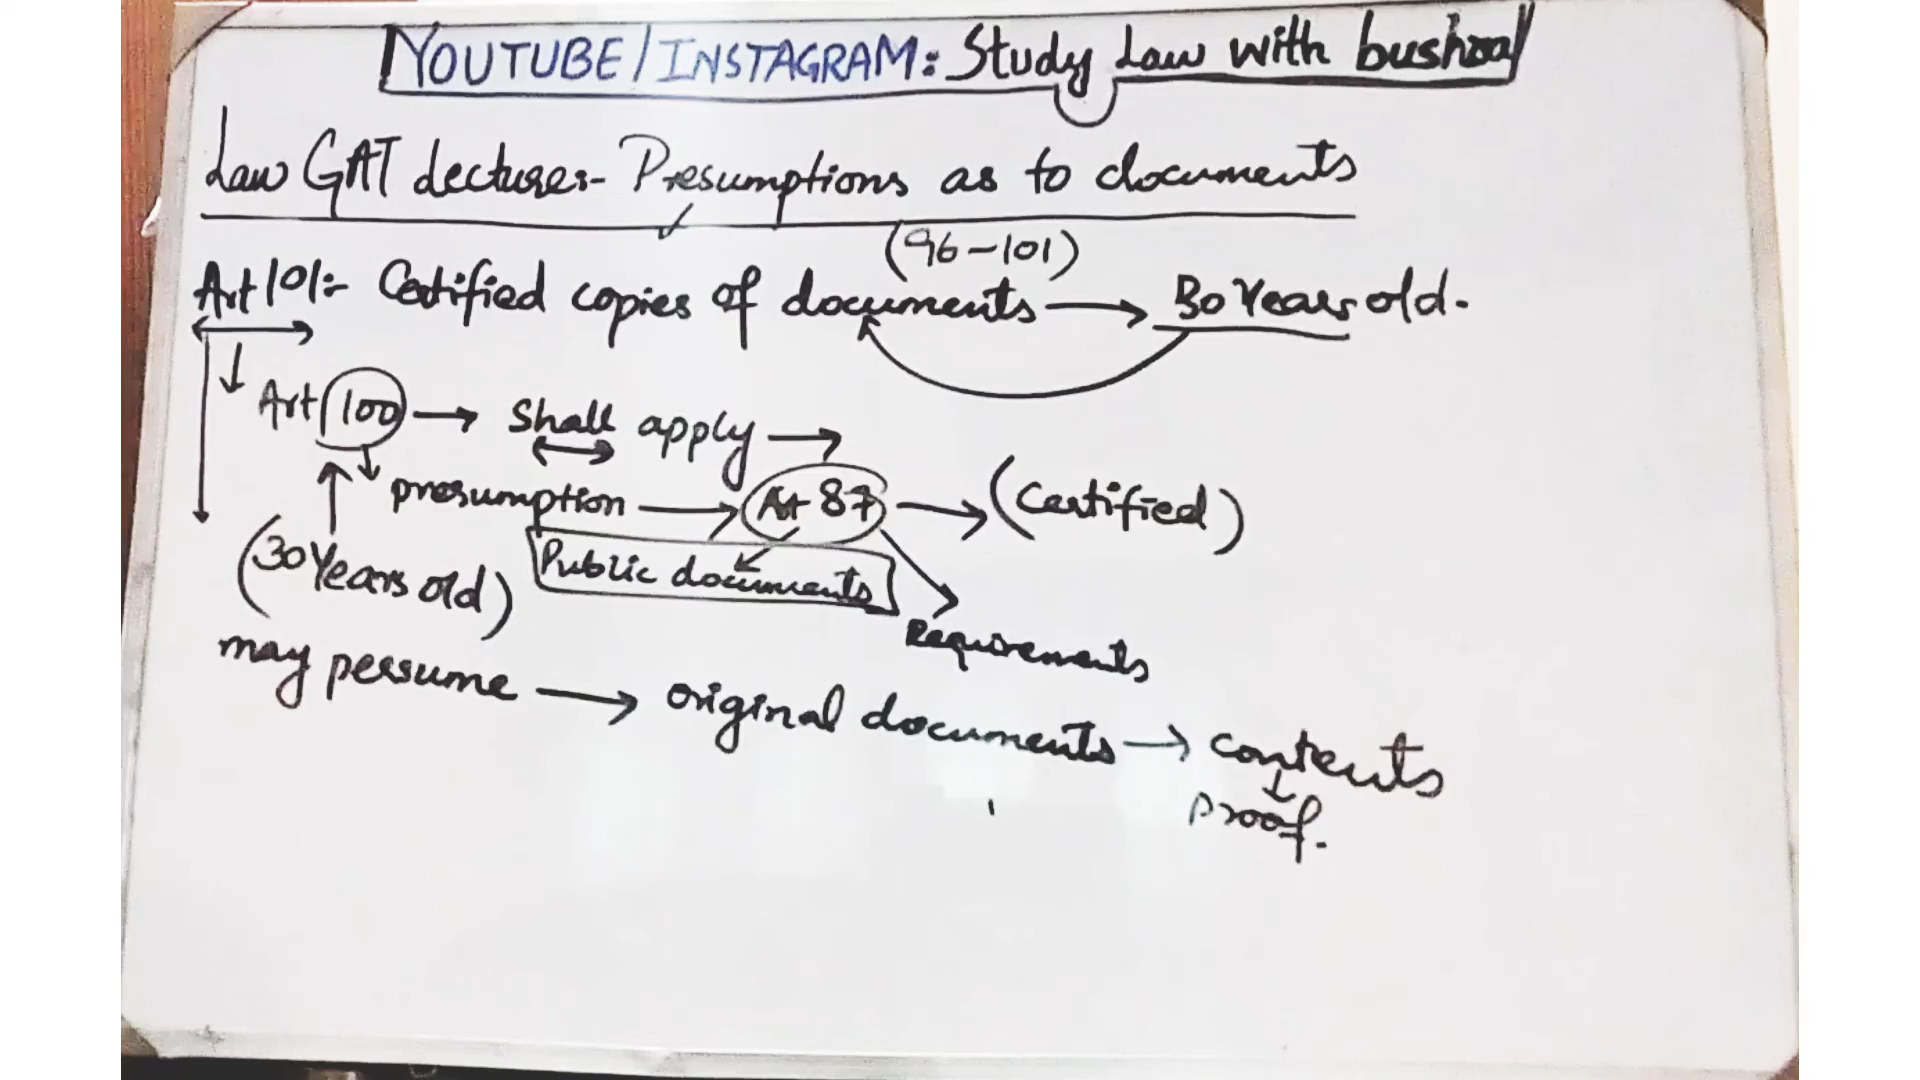 YOUTUBE/INSTAGRAM: Study Law with bushra
Law GAT Lecture:- Presumptions as to documents
(96-101)
Art 101:- Certified copies of documents → 30 Years old.
↓ Art 100 → Shall apply →
presumption → Art 87 → (Certified)
(30 Years old)
Public documents
Requirements
may persume → original documents → contents
↓
proof.